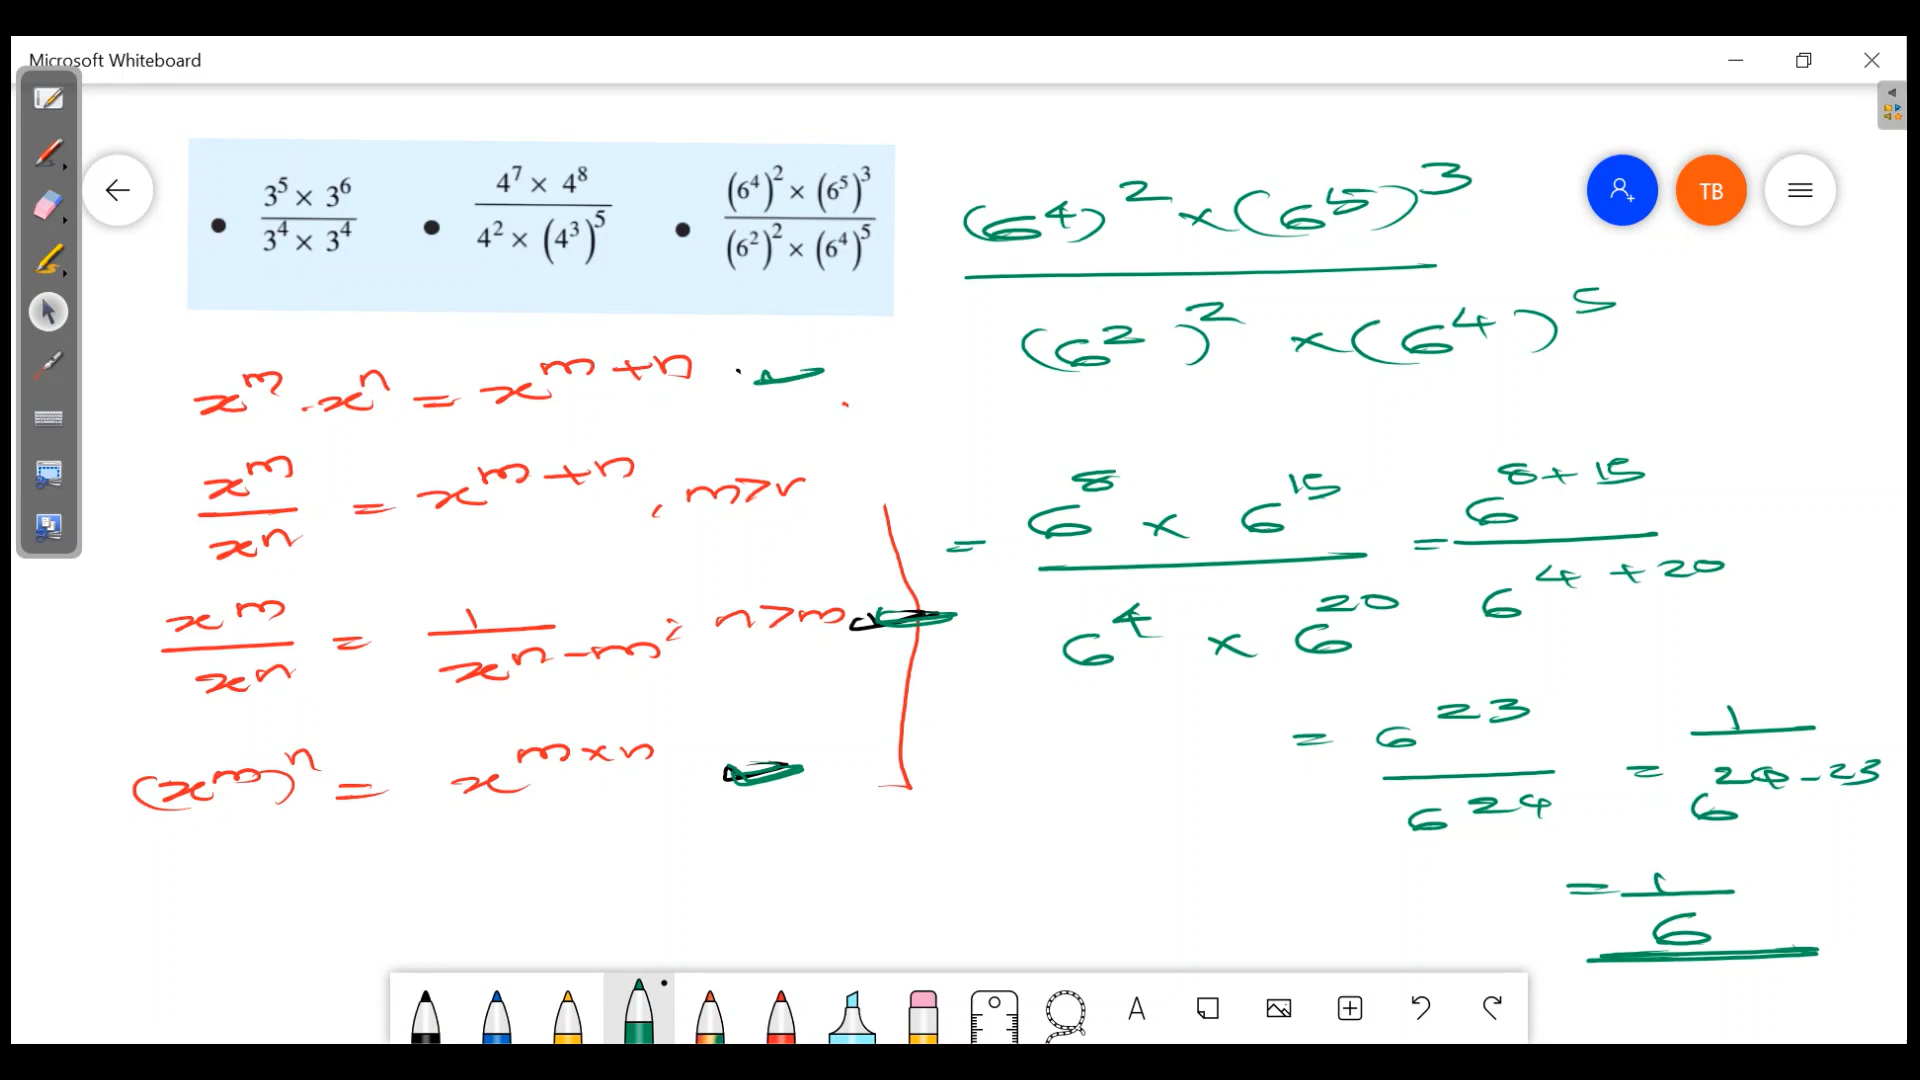 Microsoft Whiteboard
TB
• 3⁵ × 3⁶ / 3⁴ × 3⁴ • 4⁷ × 4⁸ / 4² × (4³)⁵ • (6⁴)² × (6⁵)³ / (6²)² × (6⁴)⁵
x^m . x^n = x^(m+n)
x^m / x^n = x^(m+n) , m>n
x^m / x^n = 1 / x^(n-m) ; n>m
(x^m)^n = x^(m×n)
(6⁴)² × (6⁵)³ / (6²)² × (6⁴)⁵
= 6⁸ × 6¹⁵ / 6⁴ × 6²⁰ = 6^(8+15) / 6^(4+20)
= 6²³ / 6²⁴ = 1 / 6^(24-23)
= 1 / 6
A